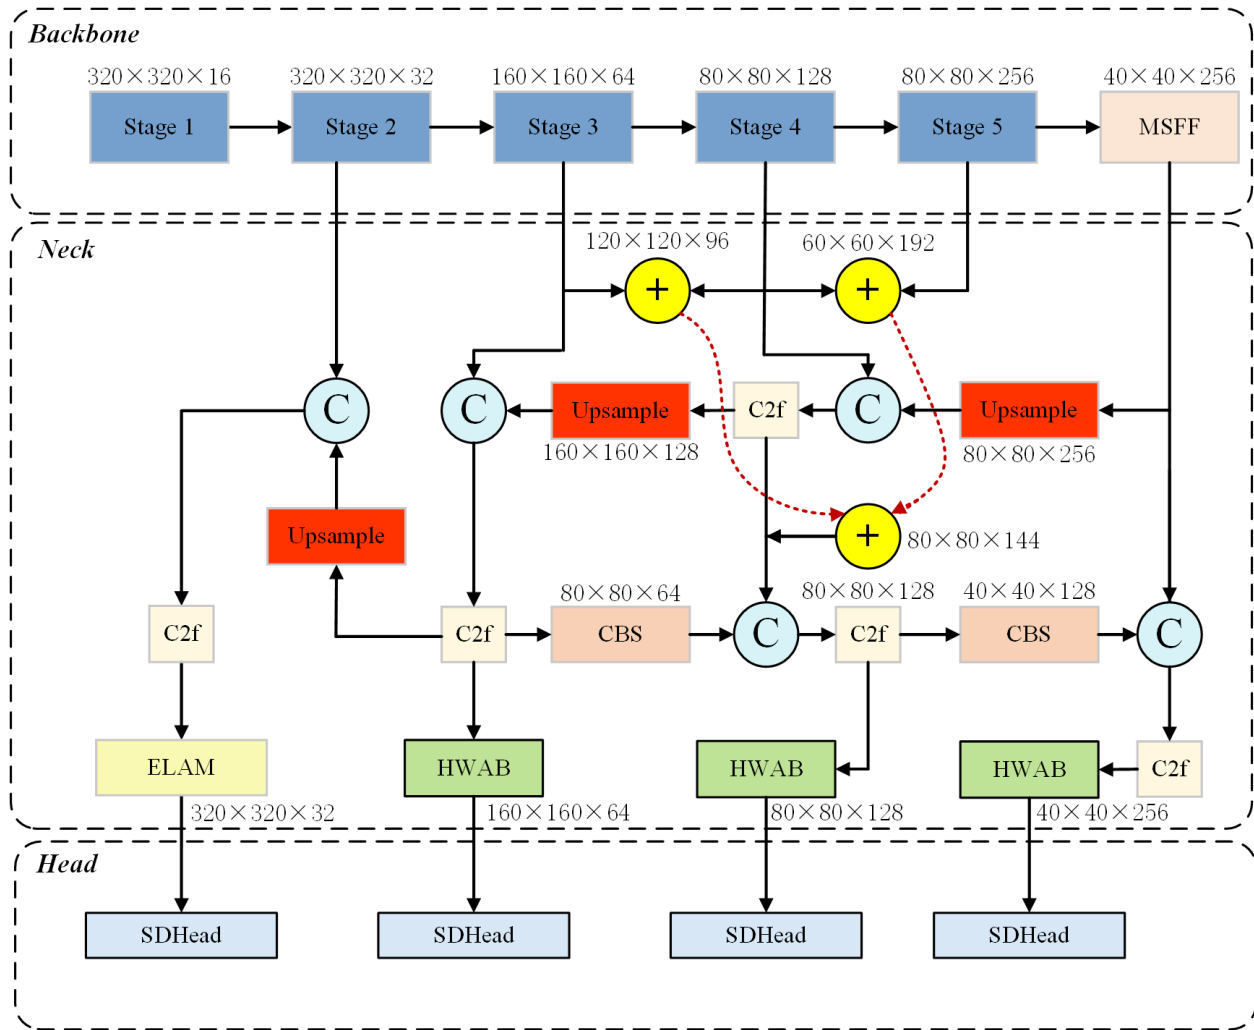 Backbone
320×320×16
320×320×32
160×160×64
80×80×128
80×80×256
40×40×256
Stage 1
Stage 2
Stage 3
Stage 4
Stage 5
MSFF
Neck
120×120×96
60×60×192
+
+
C
C
Upsample
C2f
C
Upsample
160×160×128
80×80×256
Upsample
+
80×80×144
80×80×64
80×80×128
40×40×128
C2f
C2f
CBS
C
C2f
CBS
C
ELAM
HWAB
HWAB
HWAB
C2f
320×320×32
160×160×64
80×80×128
40×40×256
Head
SDHead
SDHead
SDHead
SDHead